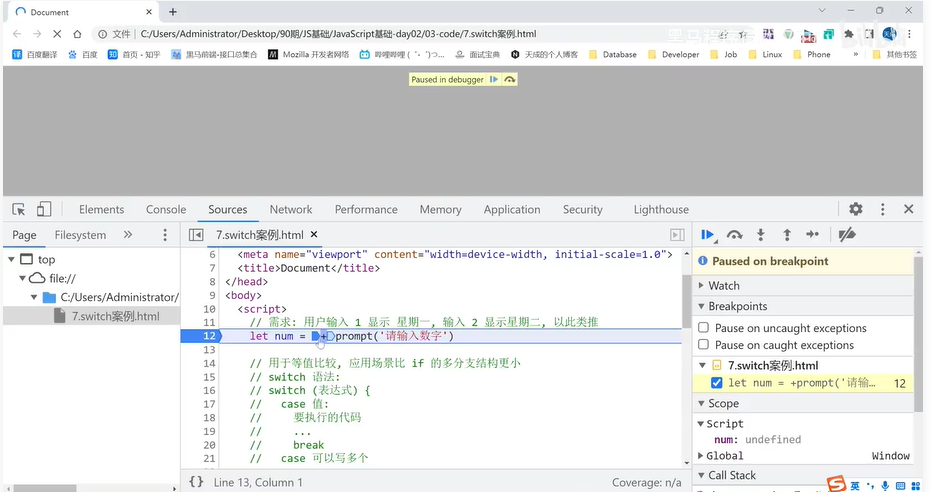 Document
文件 C:/Users/Administrator/Desktop/90期/JS基础/JavaScript基础-day02/03-code/7.switch案例.html
百度翻译 百度 首页 - 知乎 黑马前端-接口总集合 Mozilla 开发者网络 哔哩哔哩 ( ゜- ゜)... 面试宝典 天成的个人博客 Database Developer Job Linux Phone » 其他书签
Paused in debugger
Elements Console Sources Network Performance Memory Application Security Lighthouse
Page Filesystem »
7.switch案例.html
top
file://
C:/Users/Administrator/
7.switch案例.html
6 <meta name="viewport" content="width=device-width, initial-scale=1.0">
7 <title>Document</title>
8 </head>
9 <body>
10 <script>
11 // 需求: 用户输入 1 显示 星期一, 输入 2 显示星期二, 以此类推
12 let num = +prompt('请输入数字')
13
14 // 用于等值比较, 应用场景比 if 的多分支结构更小
15 // switch 语法:
16 // switch (表达式) {
17 // case 值:
18 // 要执行的代码
19 // ...
20 // break
21 // case 可以写多个
{} Line 13, Column 1 Coverage: n/a
Paused on breakpoint
Watch
Breakpoints
Pause on uncaught exceptions
Pause on caught exceptions
7.switch案例.html
let num = +prompt('请输… 12
Scope
Script
num: undefined
Global Window
Call Stack
英